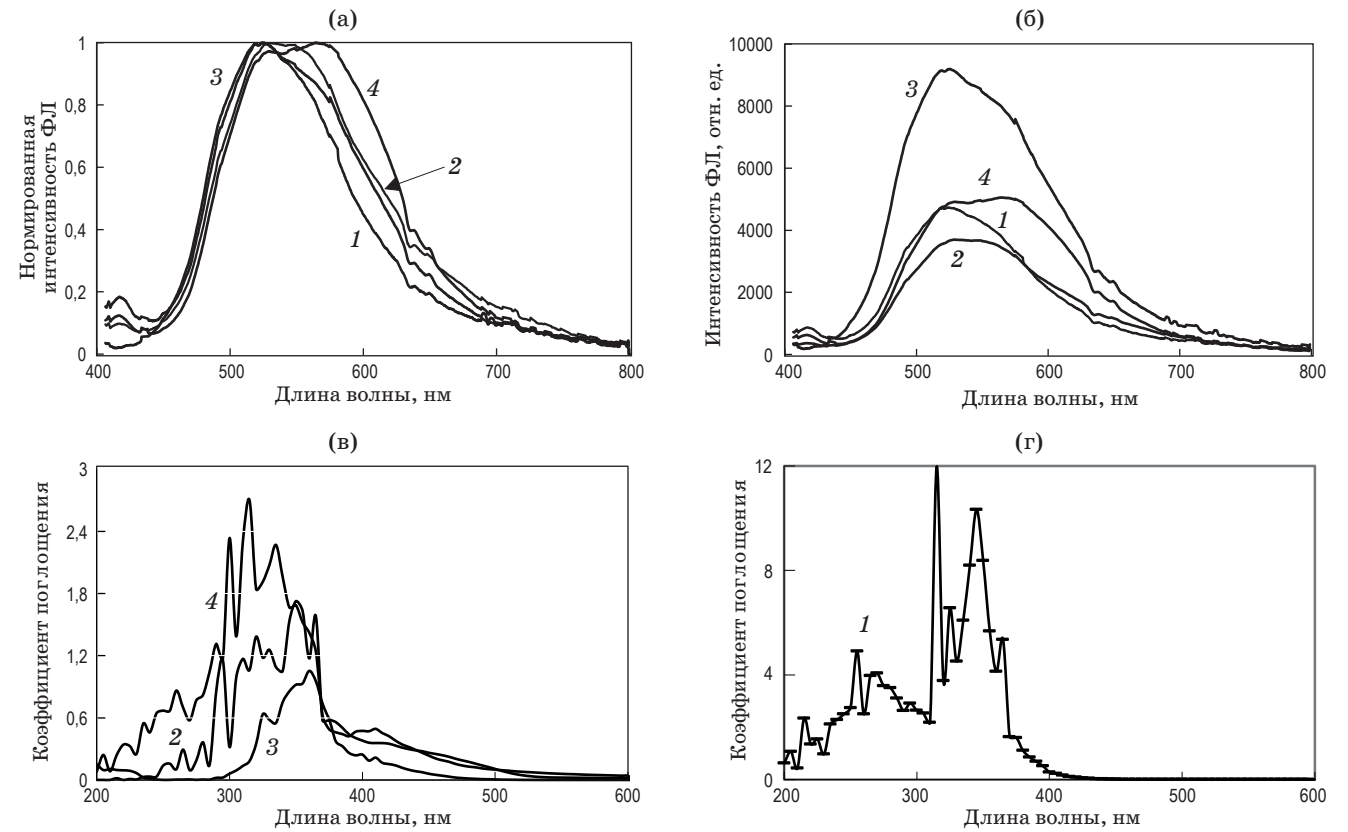 (а)
Нормированная
интенсивность ФЛ
1
0,8
0,6
0,4
0,2
0
3
4
2
1
400 500 600 700 800
Длина волны, нм
(б)
Интенсивность ФЛ, отн. ед.
10000
8000
6000
4000
2000
0
3
4
1
2
400 500 600 700 800
Длина волны, нм
(в)
Коэффициент поглощения
3
2,4
1,8
1,2
0,6
0
4
2
3
200 300 400 500 600
Длина волны, нм
(г)
Коэффициент поглощения
12
8
4
0
1
200 300 400 500 600
Длина волны, нм